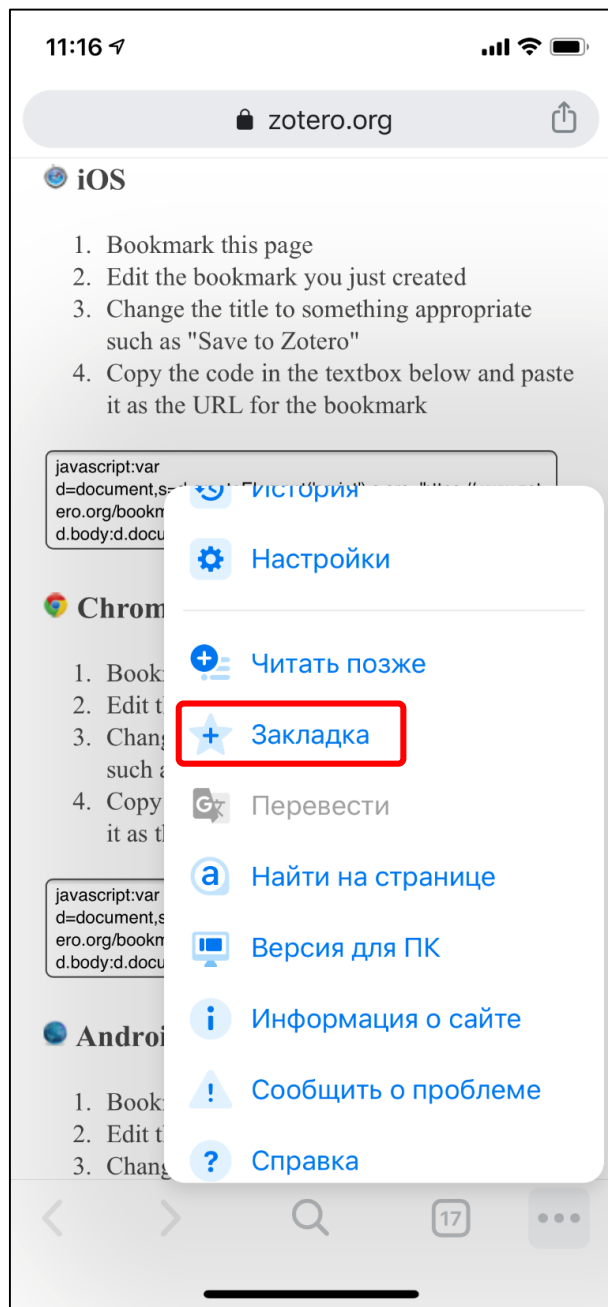 11:16
zotero.org
iOS
1. Bookmark this page
2. Edit the bookmark you just created
3. Change the title to something appropriate
such as "Save to Zotero"
4. Copy the code in the textbox below and paste
it as the URL for the bookmark
javascript:var
d=document,s=
ero.org/bookm
d.body:d.docu
История
Настройки
Chrom
Читать позже
1. Book
2. Edit t
Закладка
3. Chang
such a
4. Copy
Перевести
it as t
Найти на странице
javascript:var
d=document,s
ero.org/bookm
d.body:d.docu
Версия для ПК
Информация о сайте
Androi
Сообщить о проблеме
1. Book
2. Edit t
3. Chang
Справка
17